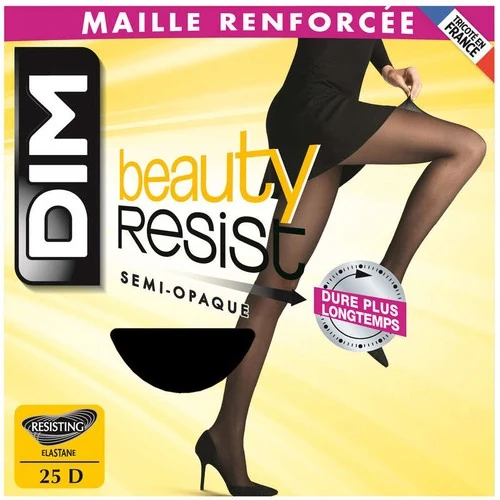 MAILLE RENFORCÉE
TRICOTÉ EN
FRANCE
DIM
beauty
Resist
SEMI-OPAQUE
DURE PLUS
LONGTEMPS
RESISTING
ELASTANE
25 D